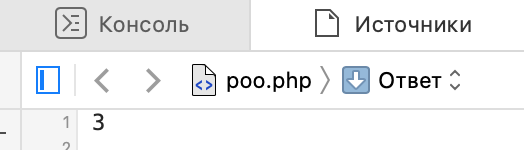 Консоль Источники
poo.php Ответ
1 3
2